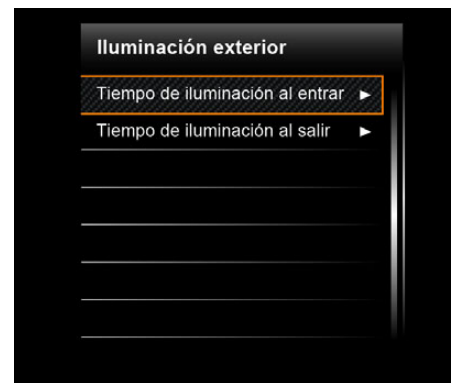 Iluminación exterior
Tiempo de iluminación al entrar ►
Tiempo de iluminación al salir ►